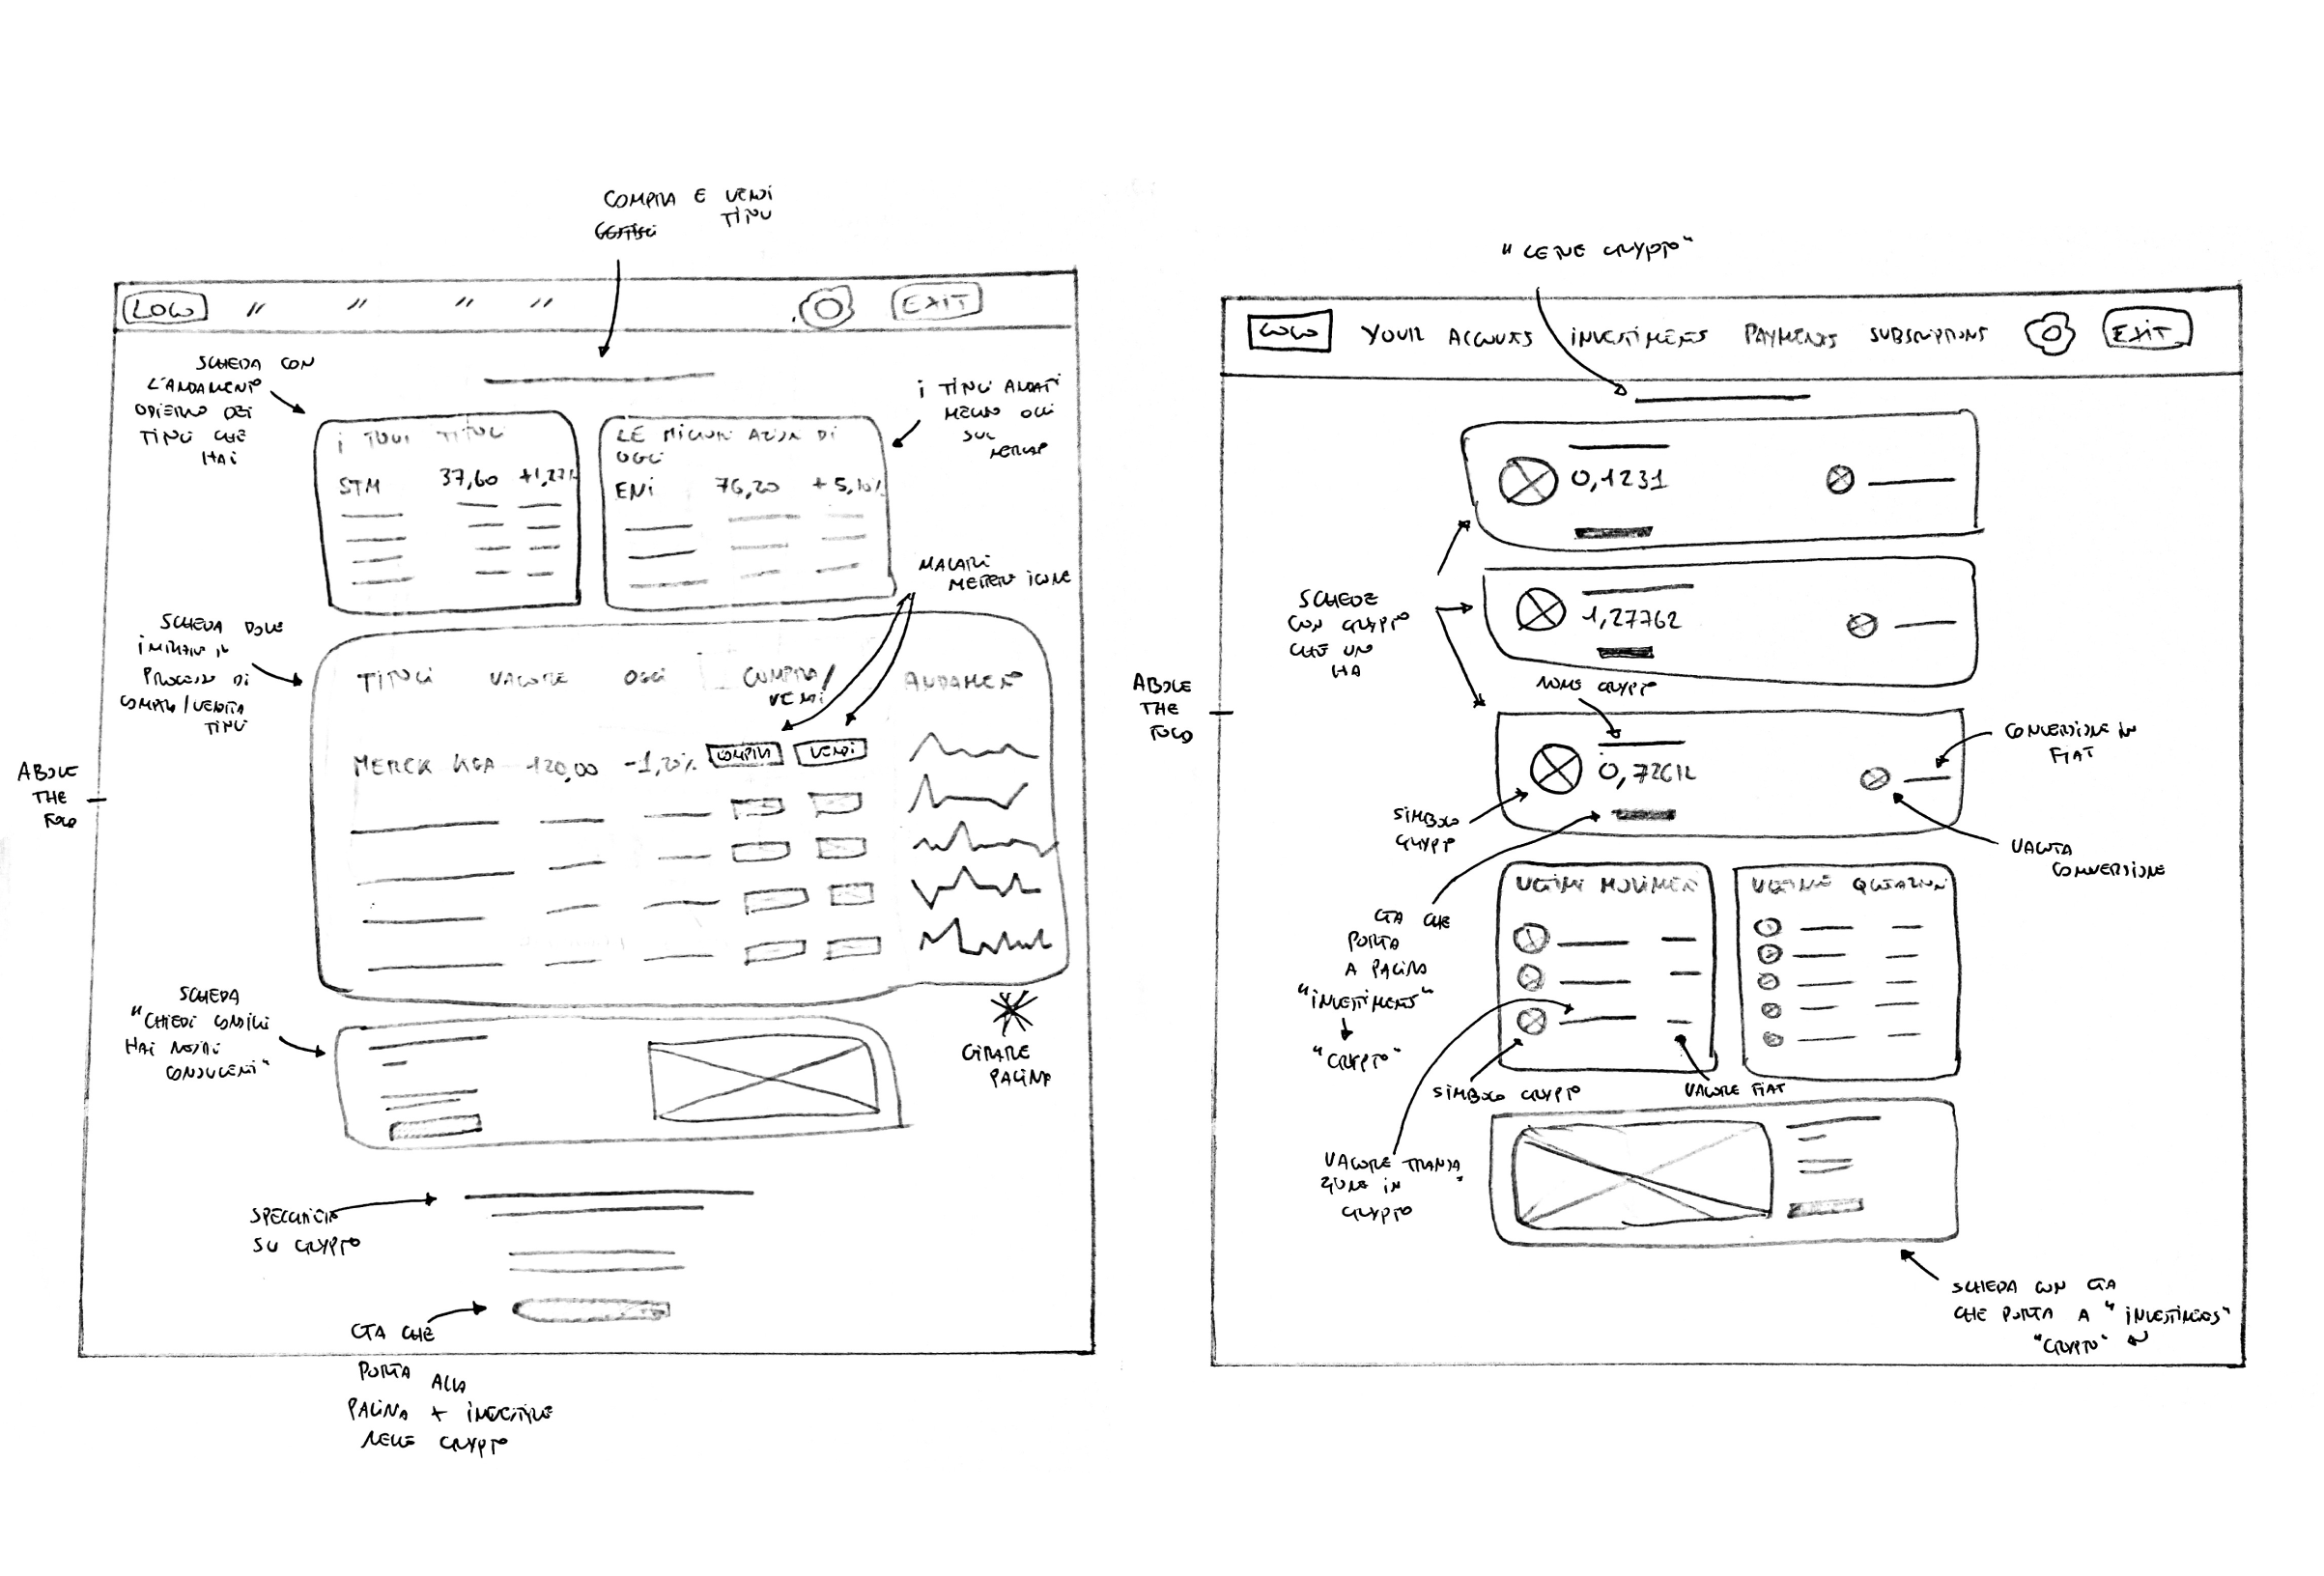 COMPRA E VENDI
TITOLI
GESTISCI
LOGO
EXIT
SCHEDA CON
L'ANDAMENTO
ODIERNO DEI
TITOLI CHE
HAI
I TUOI TITOLI
STM 37,60 +1,27%
LE MIGLIORI AZIONI DI
OGGI
ENI 76,20 + 5,10%
I TITOLI ANDATI
MEGLIO OGGI
SUL
MERCATO
MAGARI
METTERE ICONE
SCHEDA DOVE
INIZIANO IL
PROCESSO DI
COMPRA/VENDITA
TITOLI
TITOLI VALORE OGGI COMPRA/
VENDI
ANDAMENTO
MERCK KGA 120,00 -1,20% COMPRA VENDI
ABOVE
THE
FOLD
SCHEDA
"CHIEDI CONSIGLI
HAI NOSTRI
CONSULENTI"
GIRARE
PAGINA
SPECCHIETTO
SU CRYPTO
CTA CHE
PORTA ALLA
PAGINA X INVESTIRE
NELLE CRYPTO
"LE TUE CRYPTO"
LOGO YOUR ACCOUNTS INVESTIMENTS PAYMENTS SUBSCRIPTIONS EXIT
0,1231
1,27762
SCHEDE
CON CRYPTO
CHE UNO
HA
ABOVE
THE
FOLD
NOME CRYPTO
CONVERSIONE IN
FIAT
SIMBOLO
CRYPTO
VALUTA
CONVERSIONE
CTA CHE
PORTA
A PAGINA
"INVESTIMENTS"
"CRYPTO"
ULTIMI MOVIMENTI
ULTIME QUOTAZIONI
SIMBOLO CRYPTO
VALORE FIAT
VALORE TRANSA
ZIONE IN
CRYPTO
SCHEDA CON CTA
CHE PORTA A "INVESTIMENTS"
"CRYPTO"